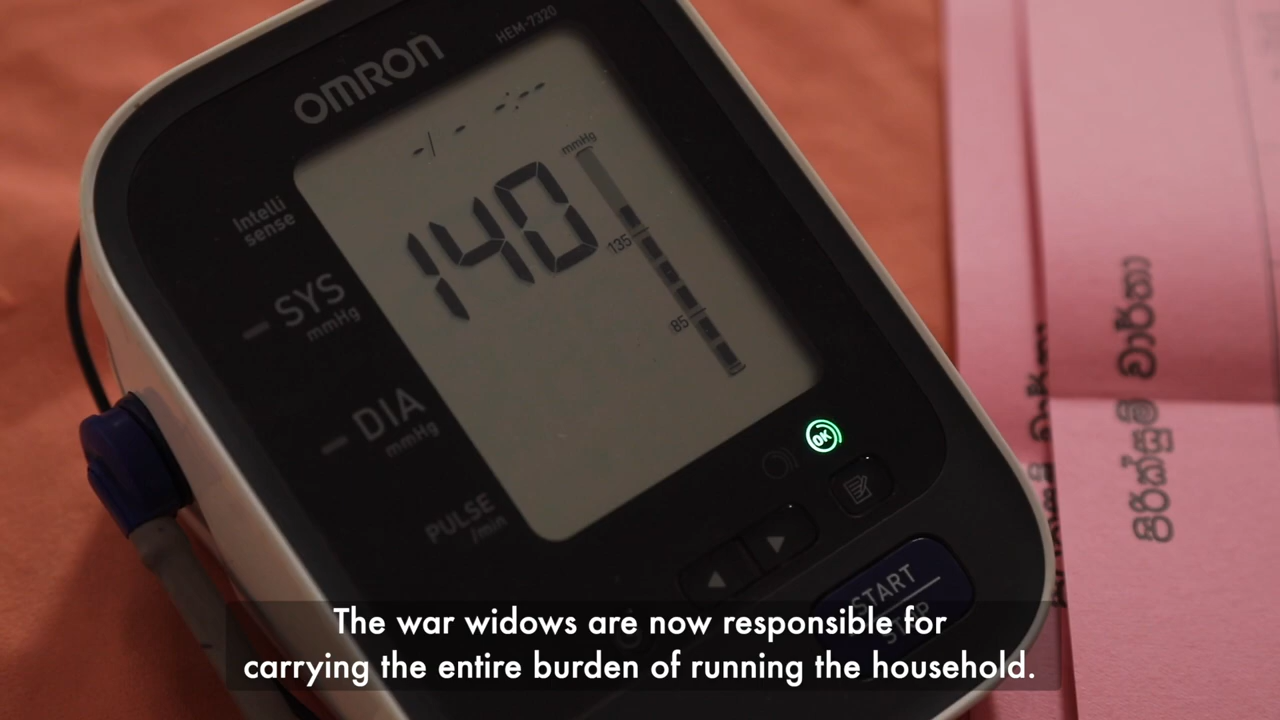 OMRON
HEM-7320
Intelli
sense
-/- -:--
mmHg
140
135
85
SYS
mmHg
DIA
mmHg
PULSE
/min
OK
START
STOP
පිරික්සුම් වාර්තා
The war widows are now responsible for
carrying the entire burden of running the household.